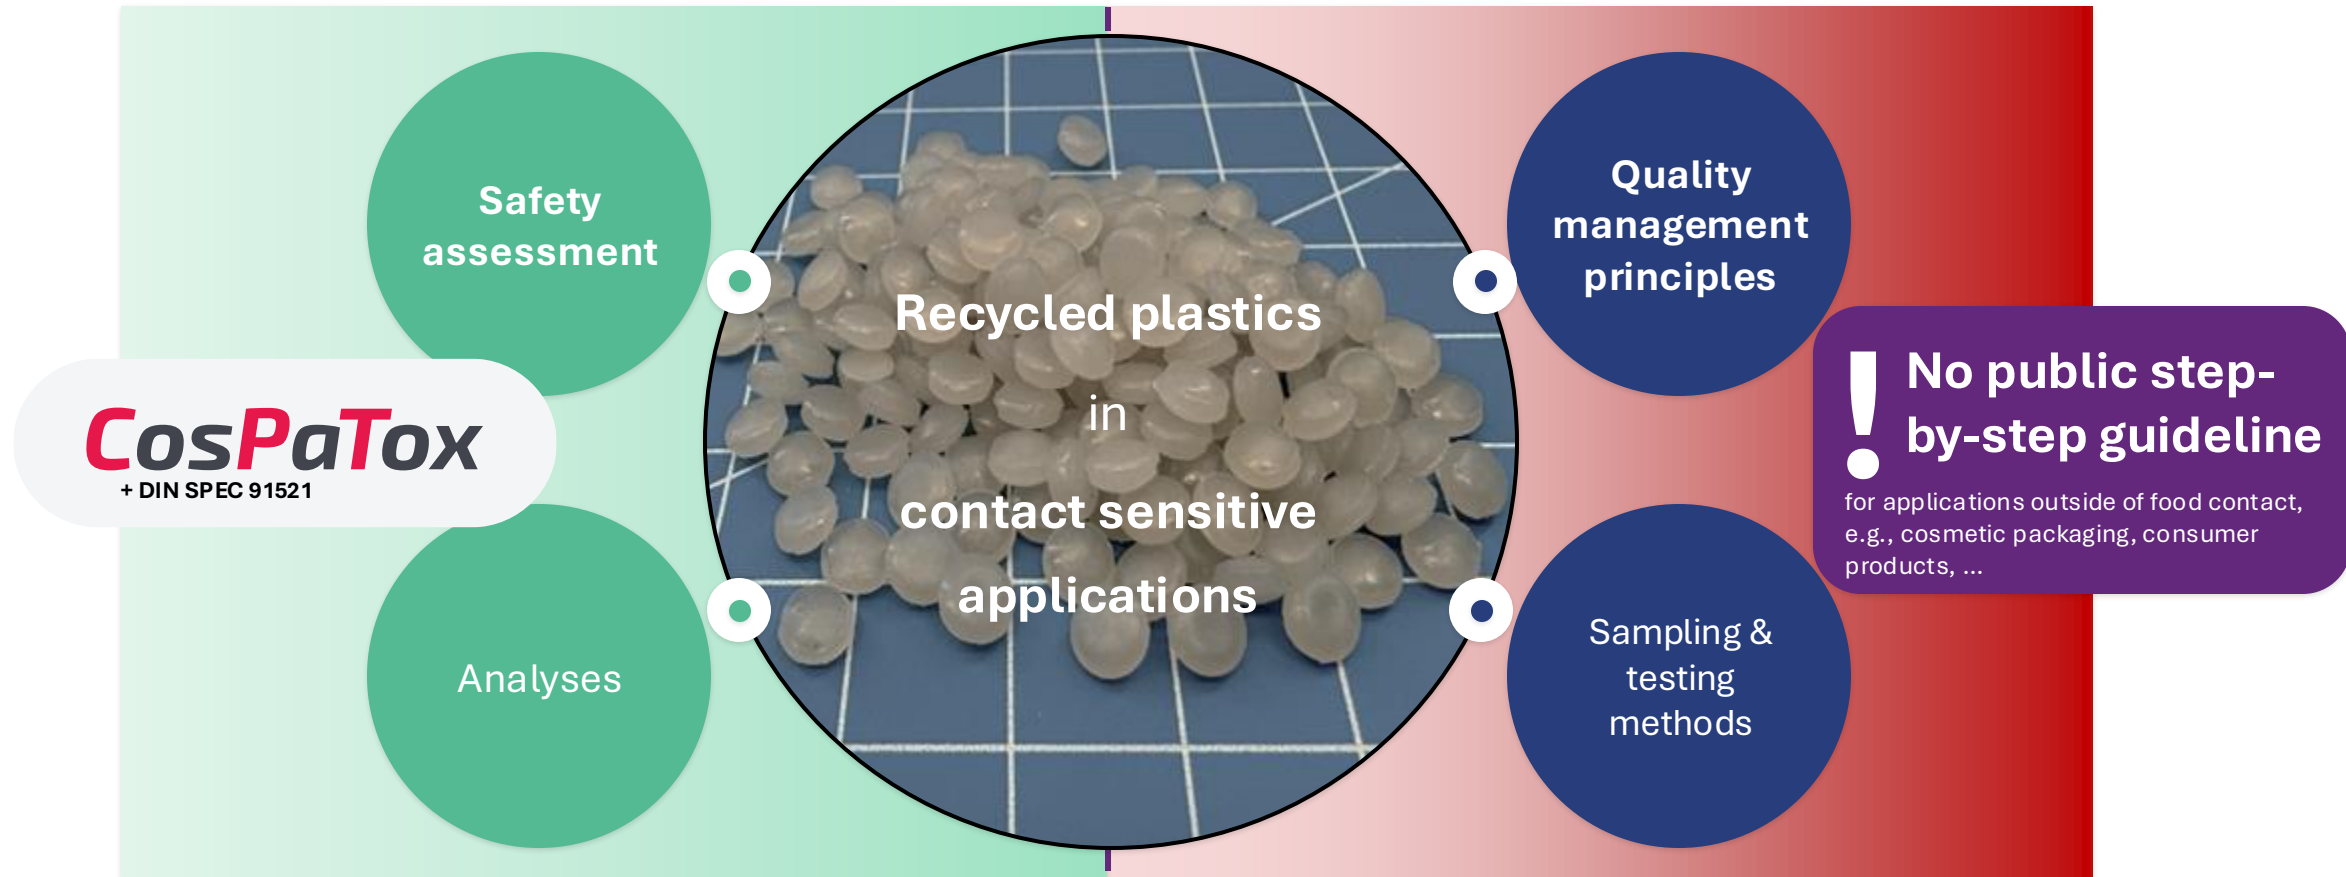 Safety
assessment
CosPaTox
+ DIN SPEC 91521
Analyses
Recycled plastics
in
contact sensitive
applications
Quality
management
principles
! No public step-
by-step guideline
for applications outside of food contact,
e.g., cosmetic packaging, consumer
products, ...
Sampling &
testing
methods